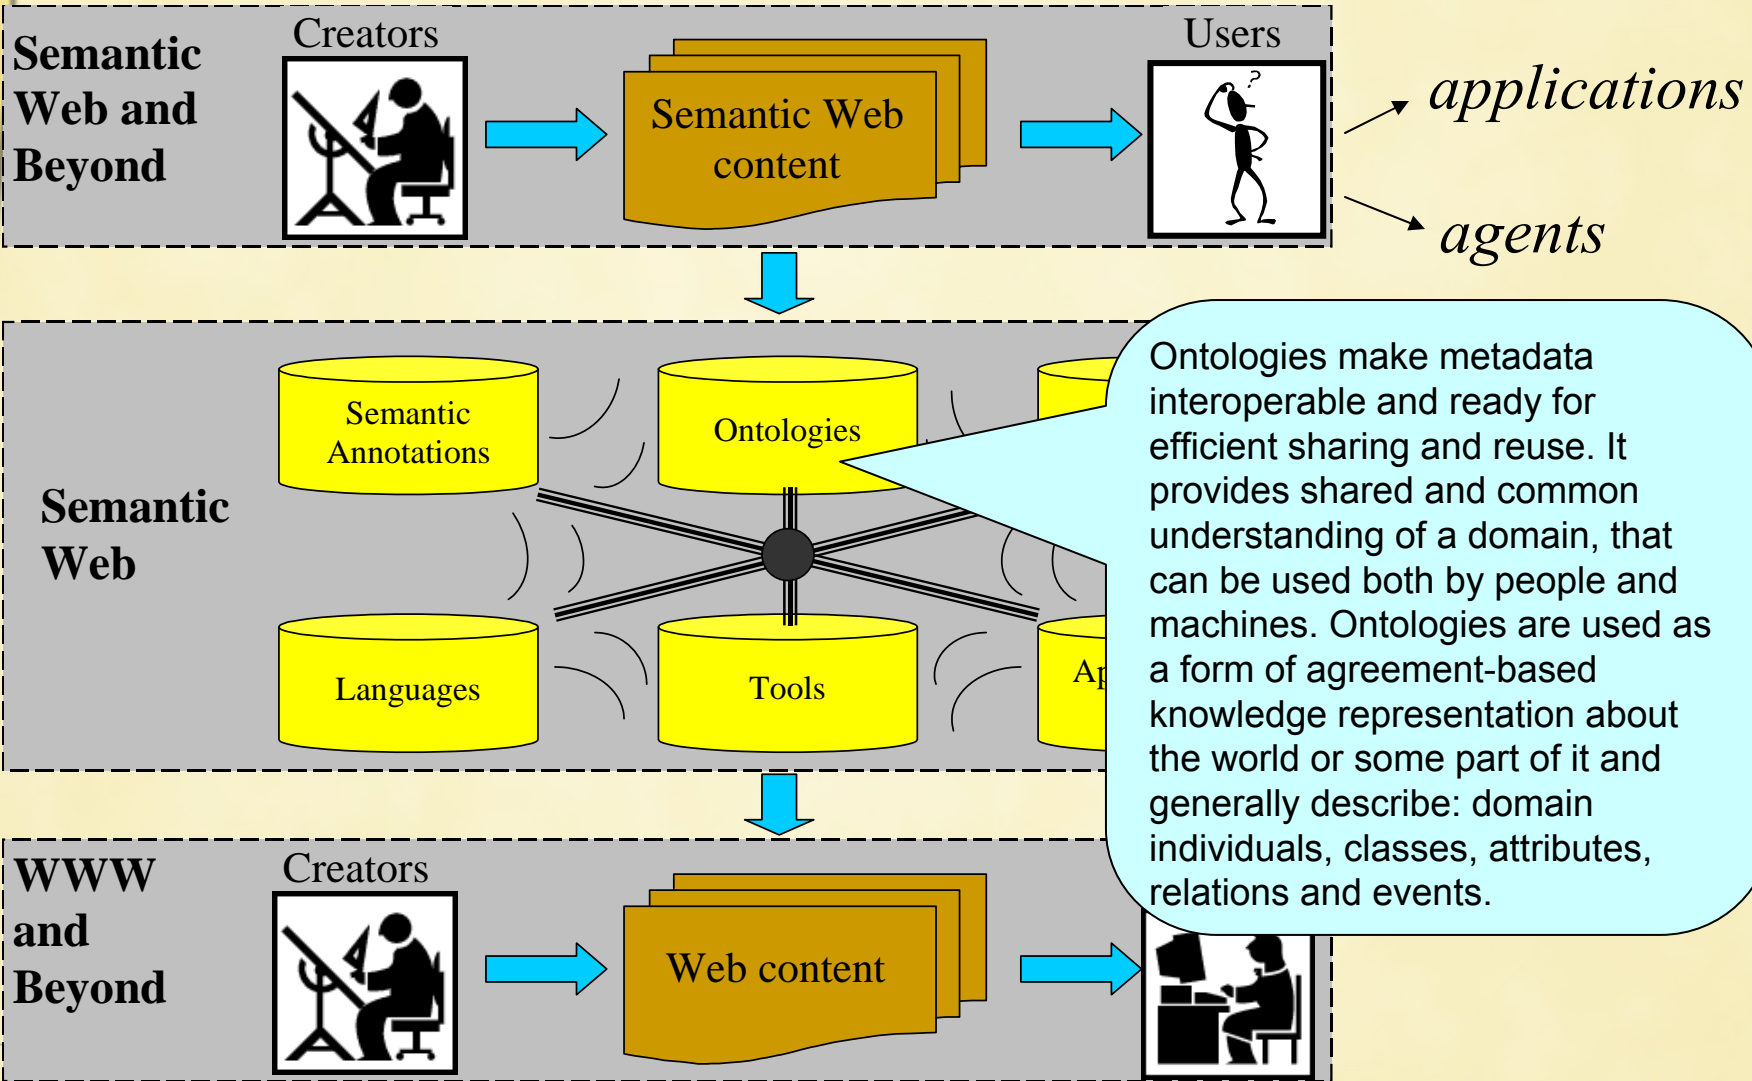 Semantic
Web and
Beyond
Creators
Semantic Web
content
Users
?
applications
agents
Semantic
Web
Semantic
Annotations
Ontologies
Languages
Tools
Ontologies make metadata
interoperable and ready for
efficient sharing and reuse. It
provides shared and common
understanding of a domain, that
can be used both by people and
machines. Ontologies are used as
a form of agreement-based
knowledge representation about
the world or some part of it and
generally describe: domain
individuals, classes, attributes,
relations and events.
WWW
and
Beyond
Creators
Web content